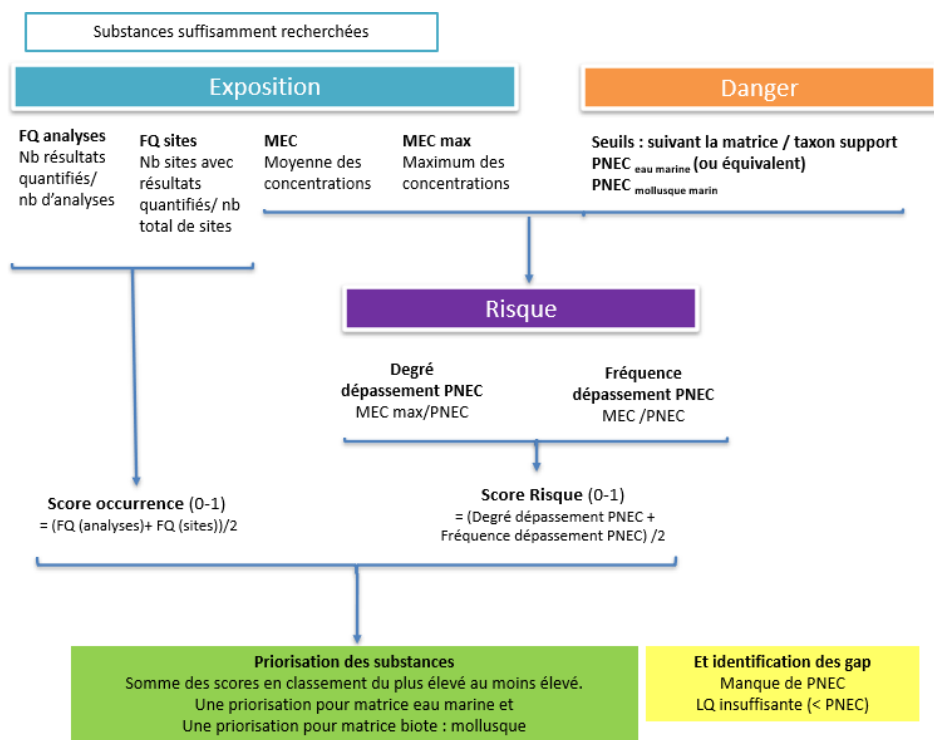 Substances suffisamment recherchées
Exposition
Danger
FQ analyses
Nb résultats
quantifiés/
nb d'analyses
FQ sites
Nb sites avec
résultats
quantifiés/ nb
total de sites
MEC
Moyenne des
concentrations
MEC max
Maximum des
concentrations
Seuils : suivant la matrice / taxon support
PNEC eau marine (ou équivalent)
PNEC mollusque marin
Risque
Degré
dépassement PNEC
MEC max/PNEC
Fréquence
dépassement PNEC
MEC /PNEC
Score occurrence (0-1)
= (FQ (analyses)+ FQ (sites))/2
Score Risque (0-1)
= (Degré dépassement PNEC +
Fréquence dépassement PNEC) /2
Priorisation des substances
Somme des scores en classement du plus élevé au moins élevé.
Une priorisation pour matrice eau marine et
Une priorisation pour matrice biote : mollusque
Et identification des gap
Manque de PNEC
LQ insuffisante (< PNEC)